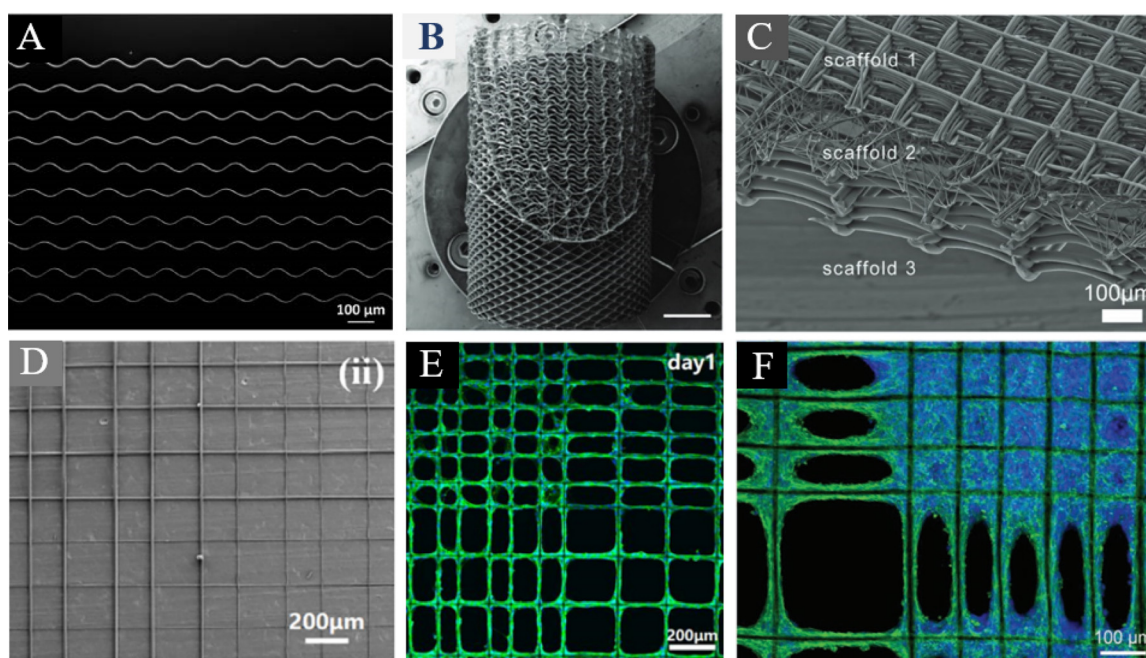 A
100 μm
B
C
scaffold 1
scaffold 2
scaffold 3
100μm
D
(ii)
200μm
E
day1
200μm
F
100 μm